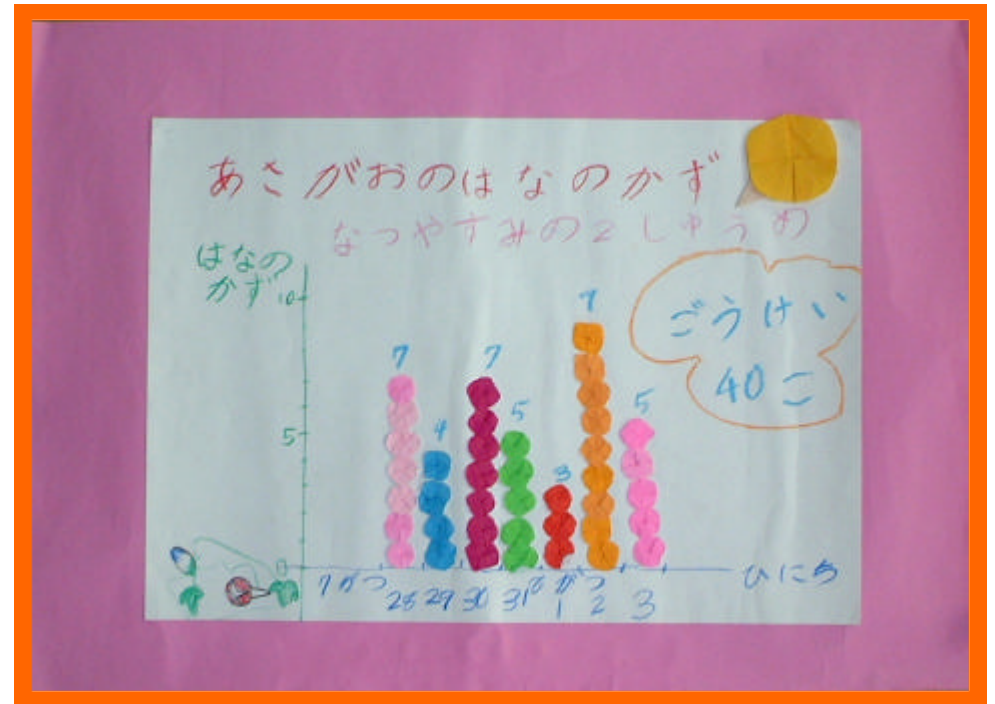 あさがおのはなのかず
なつやすみの2しゅうめ
はなの
かず
ごうけい
40こ
10
5
0
7
4
7
5
3
9
5
7がつ
8がつ
28 29 30 31 1 2 3
ひにち